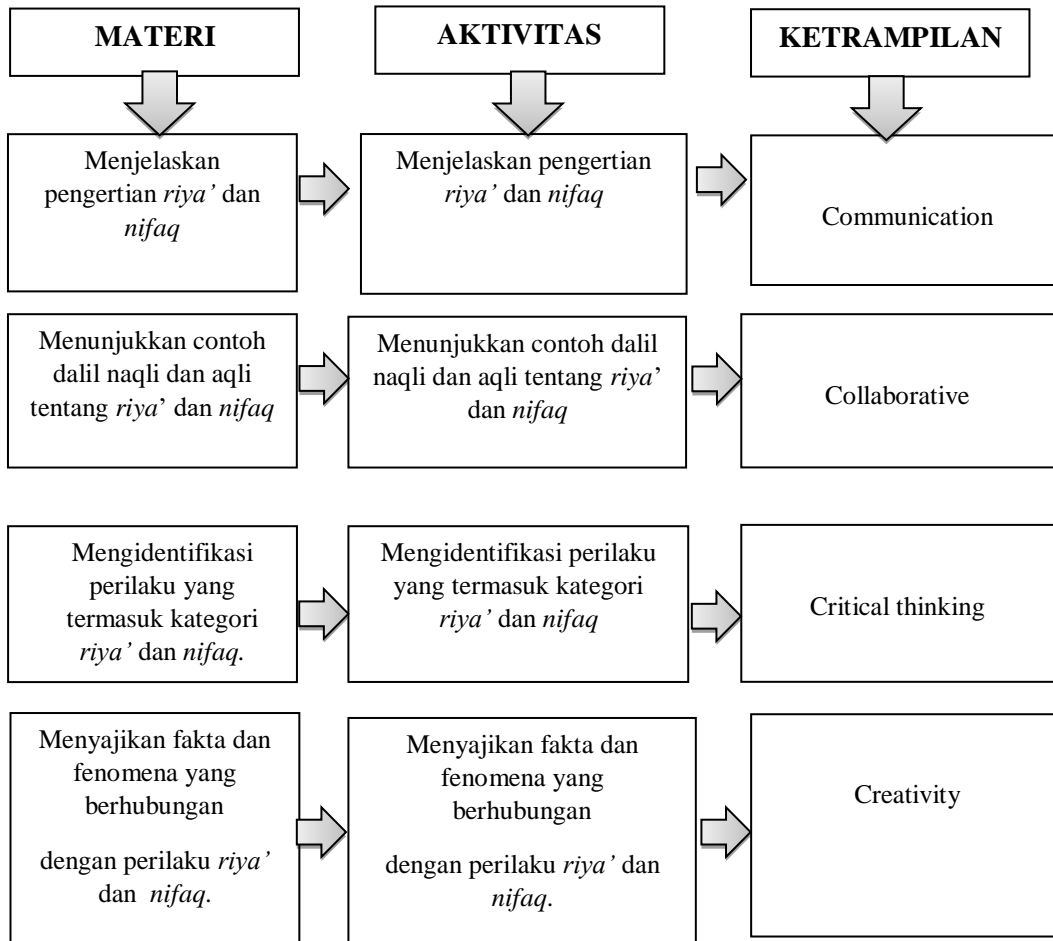 MATERI
AKTIVITAS
KETRAMPILAN
Menjelaskan
pengertian riya’ dan
nifaq
Menjelaskan pengertian
riya’ dan nifaq
Communication
Menunjukkan contoh
dalil naqli dan aqli
tentang riya’ dan nifaq
Menunjukkan contoh dalil
naqli dan aqli tentang riya’
dan nifaq
Collaborative
Mengidentifikasi
perilaku yang
termasuk kategori
riya’ dan nifaq.
Mengidentifikasi perilaku
yang termasuk kategori
riya’ dan nifaq
Critical thinking
Menyajikan fakta dan
fenomena yang
berhubungan
dengan perilaku riya’
dan nifaq.
Menyajikan fakta dan
fenomena yang
berhubungan
dengan perilaku riya’ dan
nifaq.
Creativity